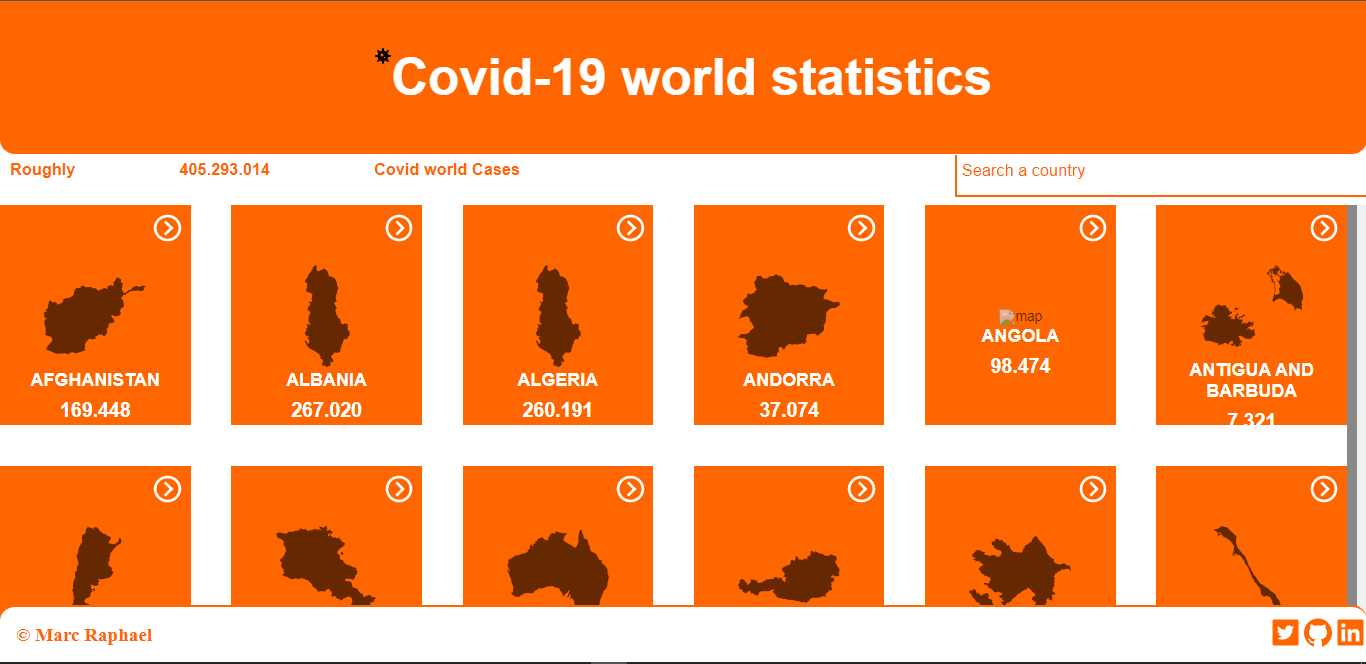 Covid-19 world statistics
Roughly 405.293.014 Covid world Cases
Search a country
AFGHANISTAN
169.448
ALBANIA
267.020
ALGERIA
260.191
ANDORRA
37.074
map
ANGOLA
98.474
ANTIGUA AND
BARBUDA
7.321
© Marc Raphael
in